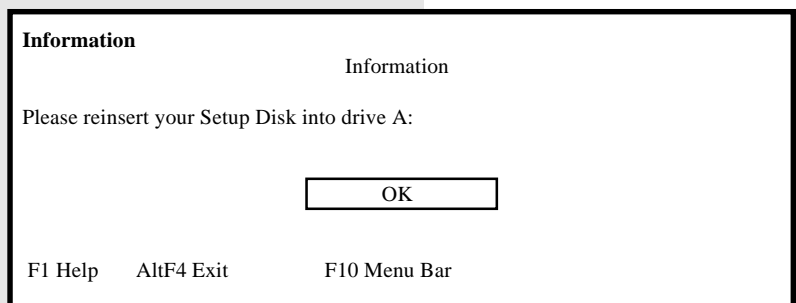 Information
Information
Please reinsert your Setup Disk into drive A:
OK
F1 Help AltF4 Exit F10 Menu Bar